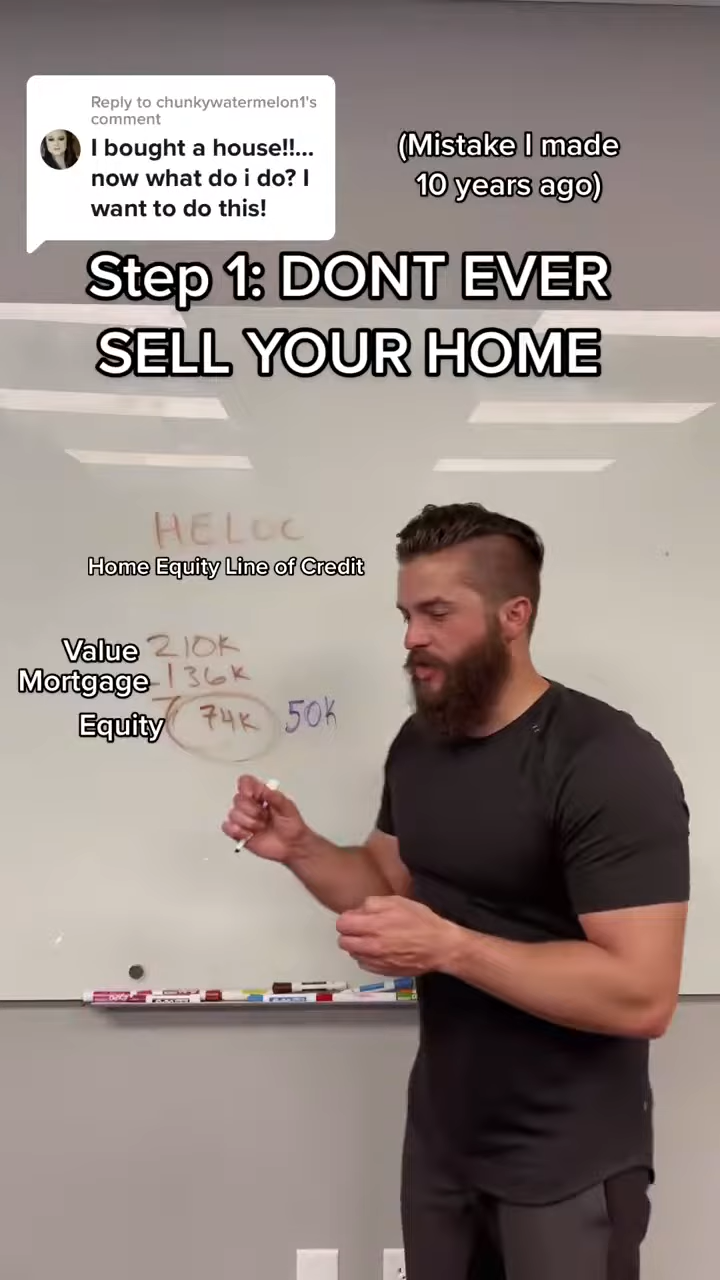 Reply to chunkywatermelon1's
comment
I bought a house!!...
now what do i do? I
want to do this!
(Mistake I made
10 years ago)
Step 1: DONT EVER
SELL YOUR HOME
HELOC
Home Equity Line of Credit
Value 210K
Mortgage -136K
Equity 74K 50K